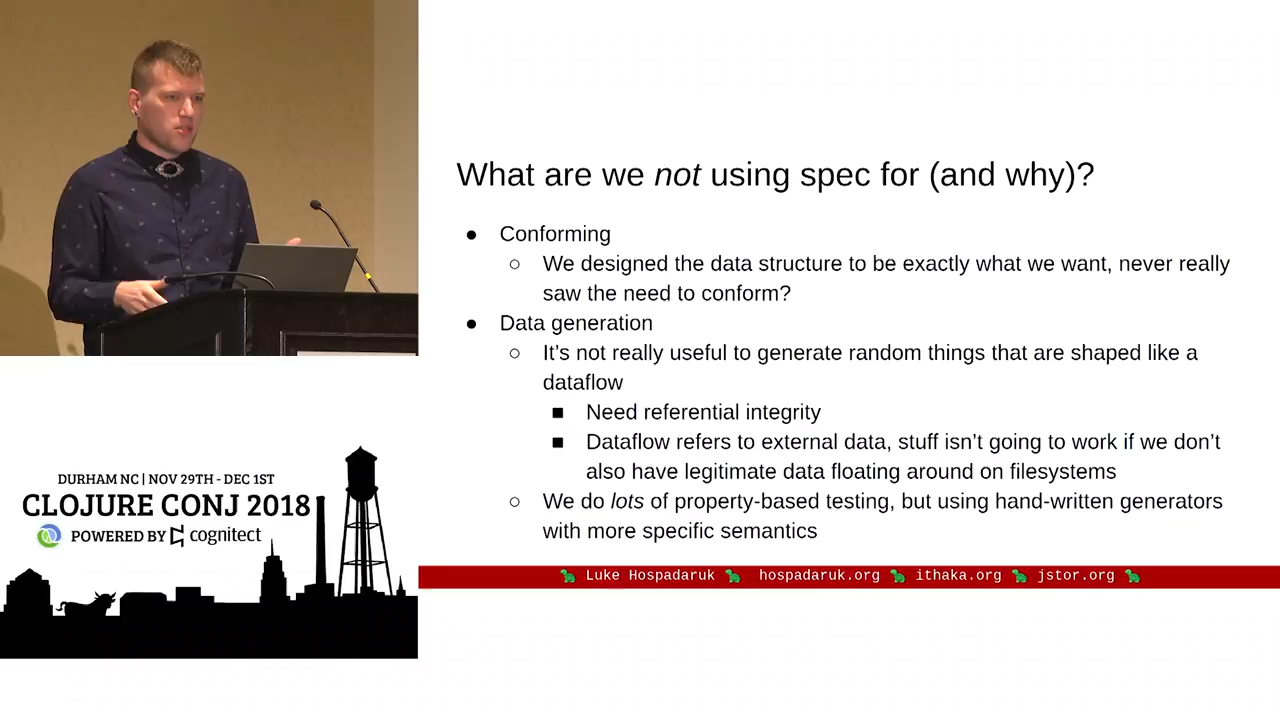 What are we not using spec for (and why)?
● Conforming
○ We designed the data structure to be exactly what we want, never really
saw the need to conform?
● Data generation
○ It’s not really useful to generate random things that are shaped like a
dataflow
■ Need referential integrity
■ Dataflow refers to external data, stuff isn’t going to work if we don’t
also have legitimate data floating around on filesystems
○ We do lots of property-based testing, but using hand-written generators
with more specific semantics
Luke Hospadaruk hospadaruk.org ithaka.org jstor.org
DURHAM NC | NOV 29TH - DEC 1ST
CLOJURE CONJ 2018
POWERED BY cognitect